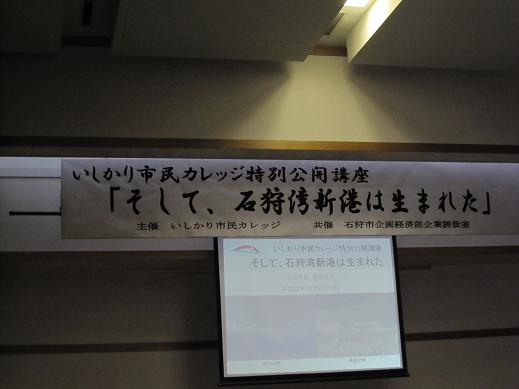 いしかり市民カレッジ特別公開講座
「そして、石狩湾新港は生まれた」
主催 いしかり市民カレッジ 共催 石狩市企画経済部企業誘致室
いしかり市民カレッジ特別公開講座
そして、石狩湾新港は生まれた